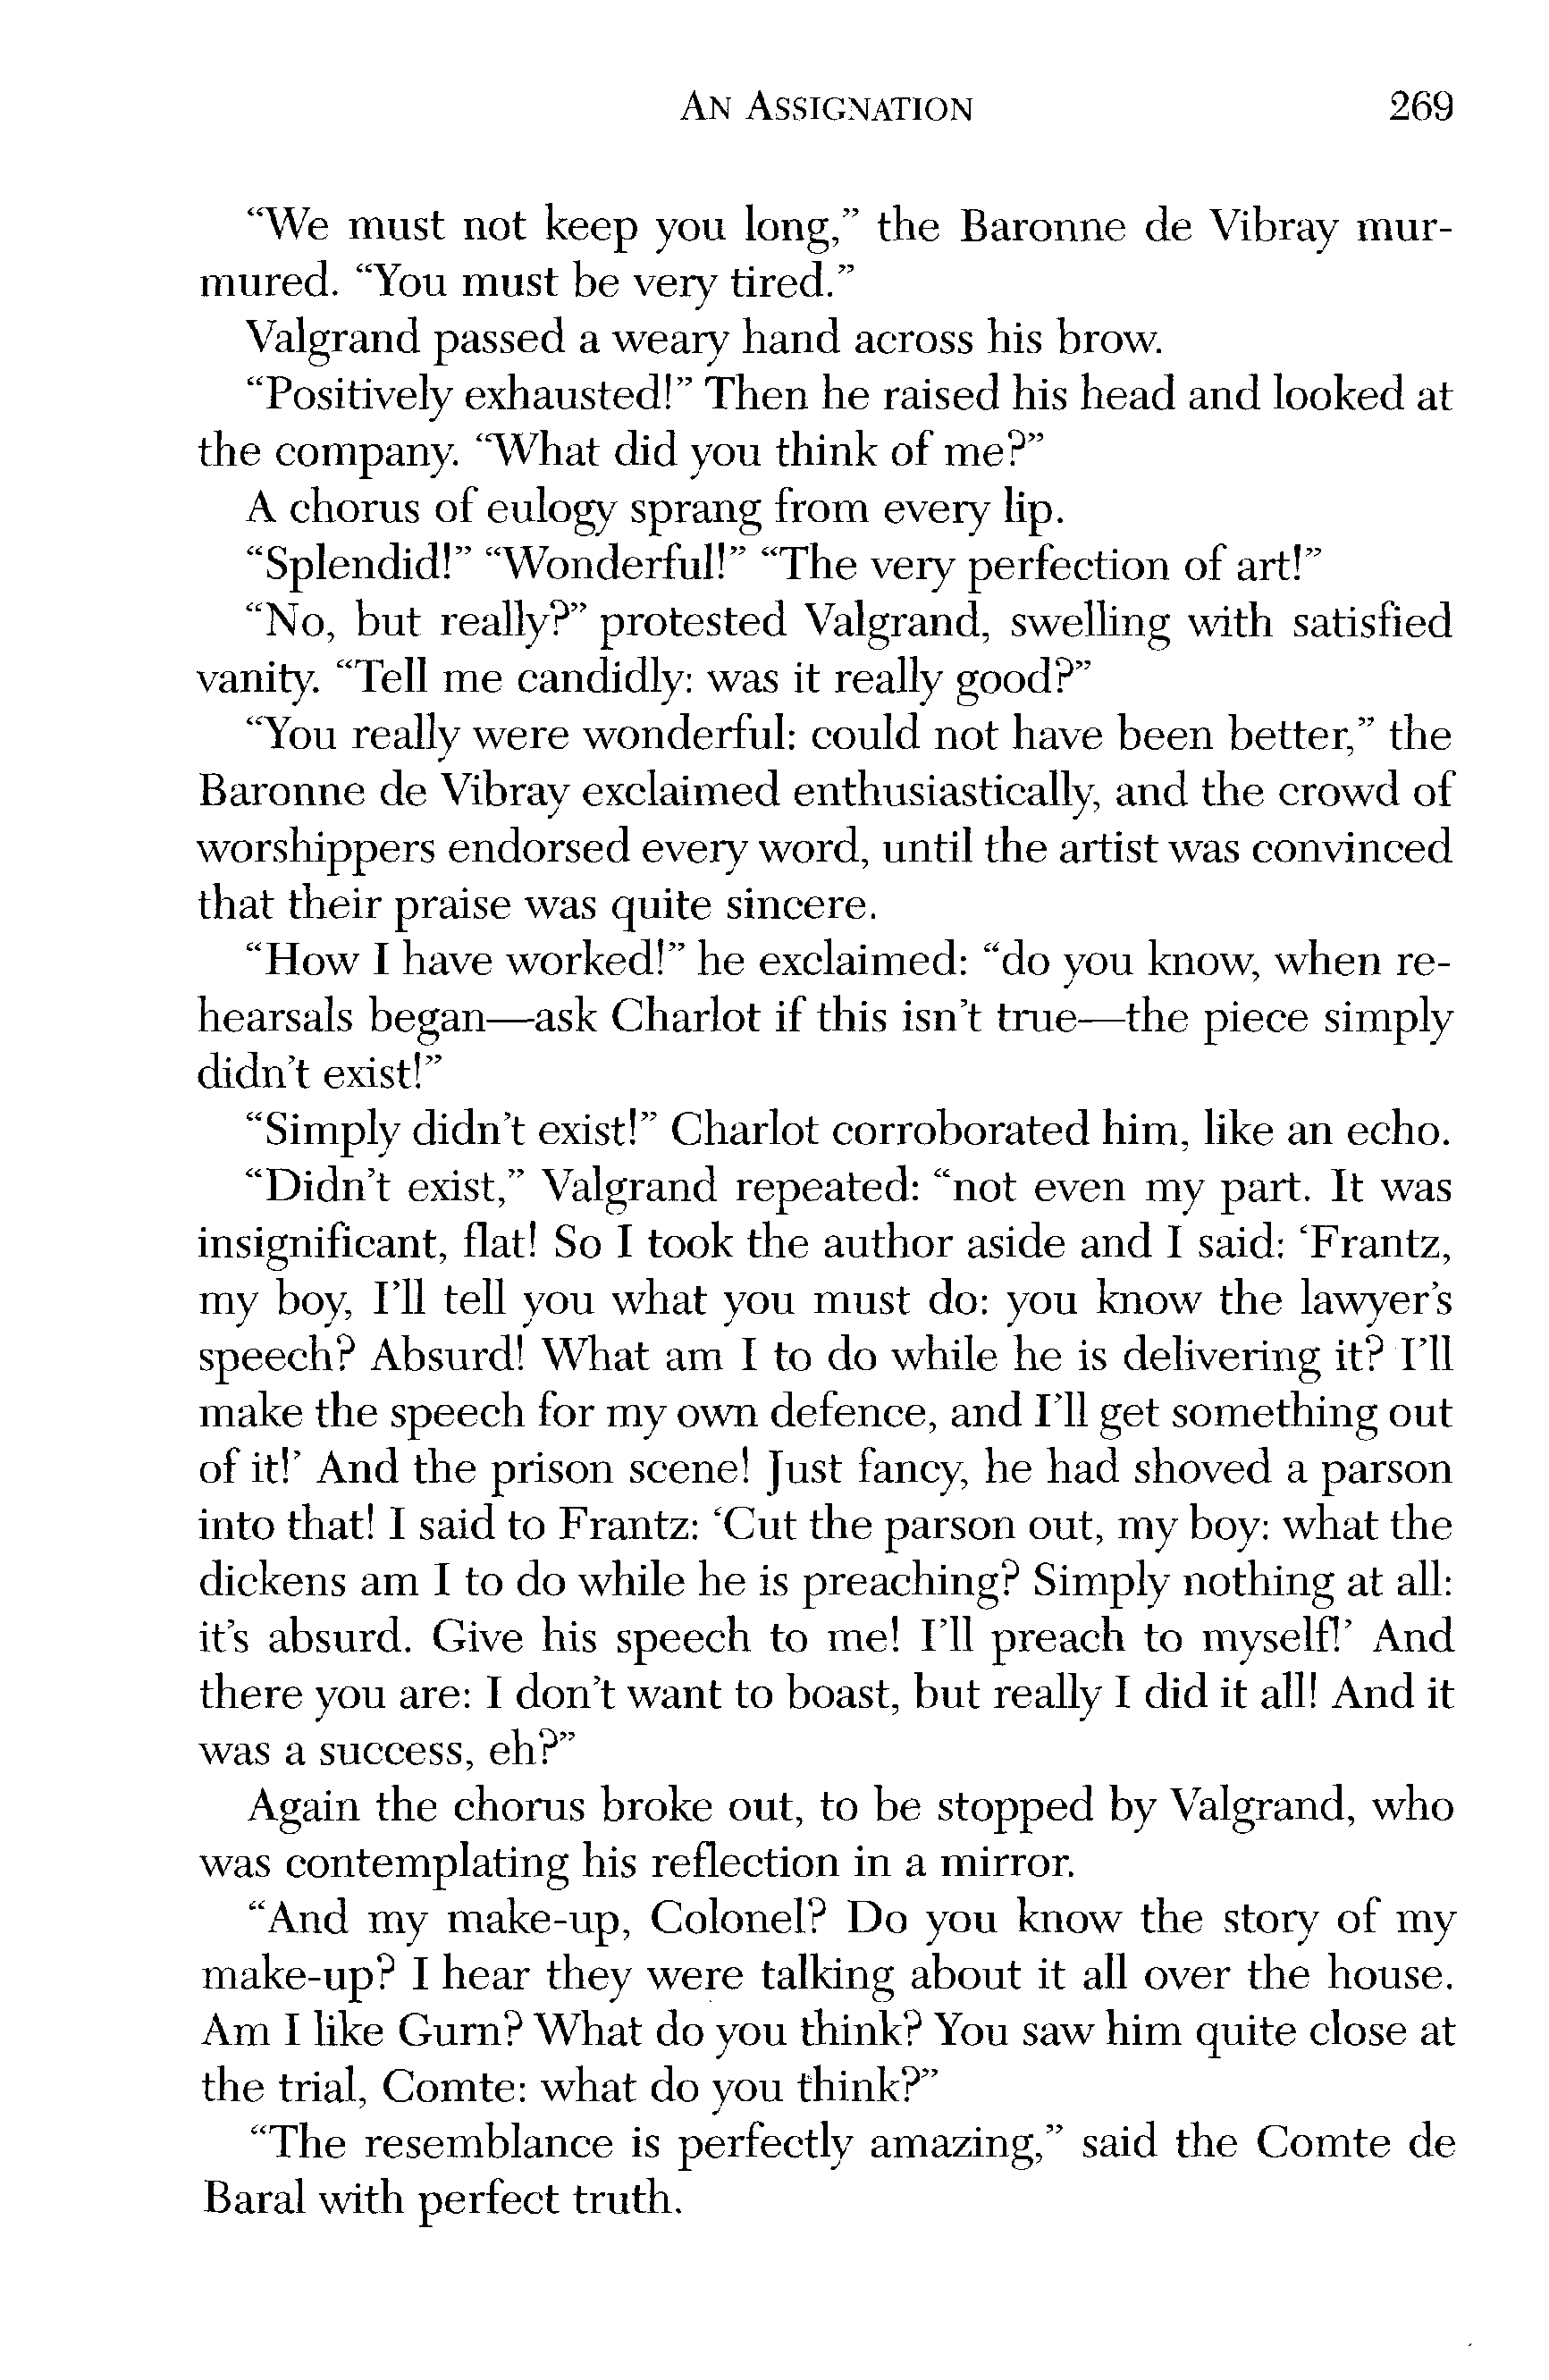 AN ASSIGNATION 269
“We must not keep you long,” the Baronne de Vibray mur-
mured. “You must be very tired.”
Valgrand passed a weary hand across his brow.
“Positively exhausted!” Then he raised his head and looked at
the company. “What did you think of me?”
A chorus of eulogy sprang from every lip.
“Splendid!” “Wonderful!” “The very perfection of art!”
“No, but really?” protested Valgrand, swelling with satisfied
vanity. “Tell me candidly: was it really good?”
“You really were wonderful: could not have been better,” the
Baronne de Vibray exclaimed enthusiastically, and the crowd of
worshippers endorsed every word, until the artist was convinced
that their praise was quite sincere.
“How I have worked!” he exclaimed: “do you know, when re-
hearsals began—ask Charlot if this isn’t true—the piece simply
didn’t exist!”
“Simply didn’t exist!” Charlot corroborated him, like an echo.
“Didn’t exist,” Valgrand repeated: “not even my part. It was
insignificant, flat! So I took the author aside and I said: ‘Frantz,
my boy, I’ll tell you what you must do: you know the lawyer’s
speech? Absurd! What am I to do while he is delivering it? I’ll
make the speech for my own defence, and I’ll get something out
of it!’ And the prison scene! Just fancy, he had shoved a parson
into that! I said to Frantz: ‘Cut the parson out, my boy: what the
dickens am I to do while he is preaching? Simply nothing at all:
it’s absurd. Give his speech to me! I’ll preach to myself!’ And
there you are: I don’t want to boast, but really I did it all! And it
was a success, eh?”
Again the chorus broke out, to be stopped by Valgrand, who
was contemplating his reflection in a mirror.
“And my make-up, Colonel? Do you know the story of my
make-up? I hear they were talking about it all over the house.
Am I like Gurn? What do you think? You saw him quite close at
the trial, Comte: what do you think?”
“The resemblance is perfectly amazing,” said the Comte de
Baral with perfect truth.